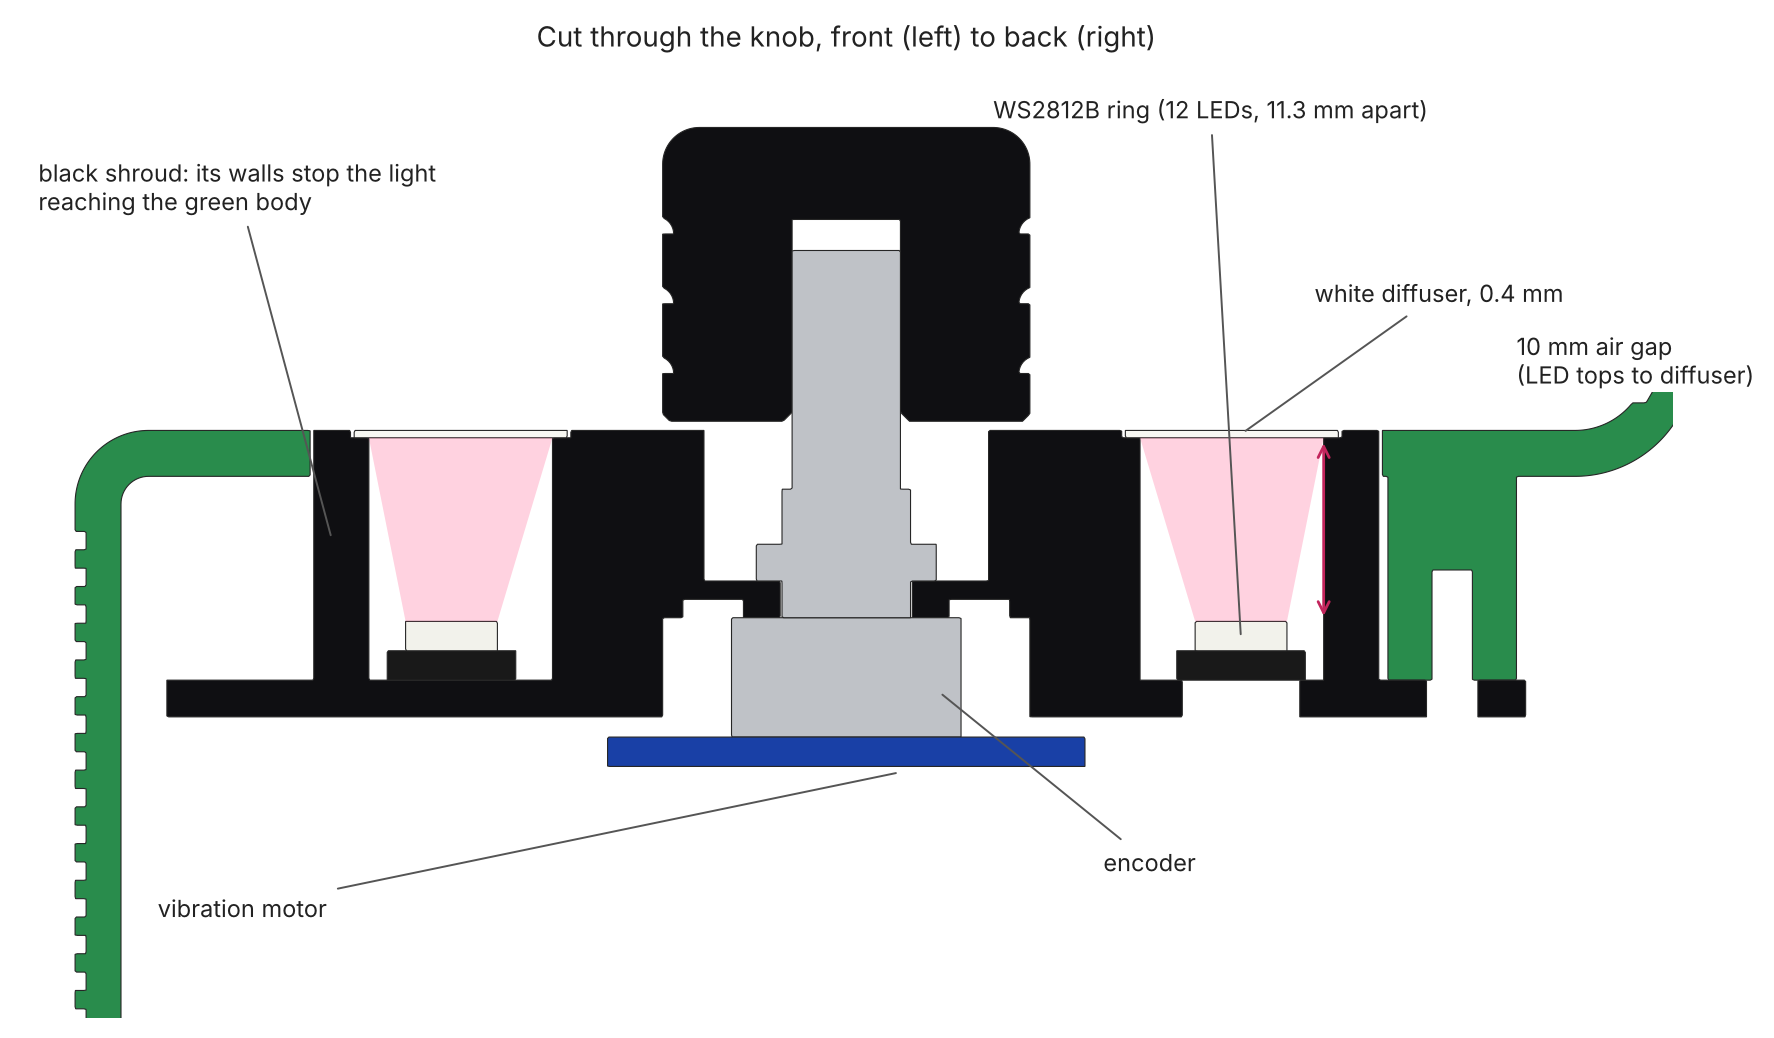 Cut through the knob, front (left) to back (right)
WS2812B ring (12 LEDs, 11.3 mm apart)
black shroud: its walls stop the light
reaching the green body
white diffuser, 0.4 mm
10 mm air gap
(LED tops to diffuser)
encoder
vibration motor